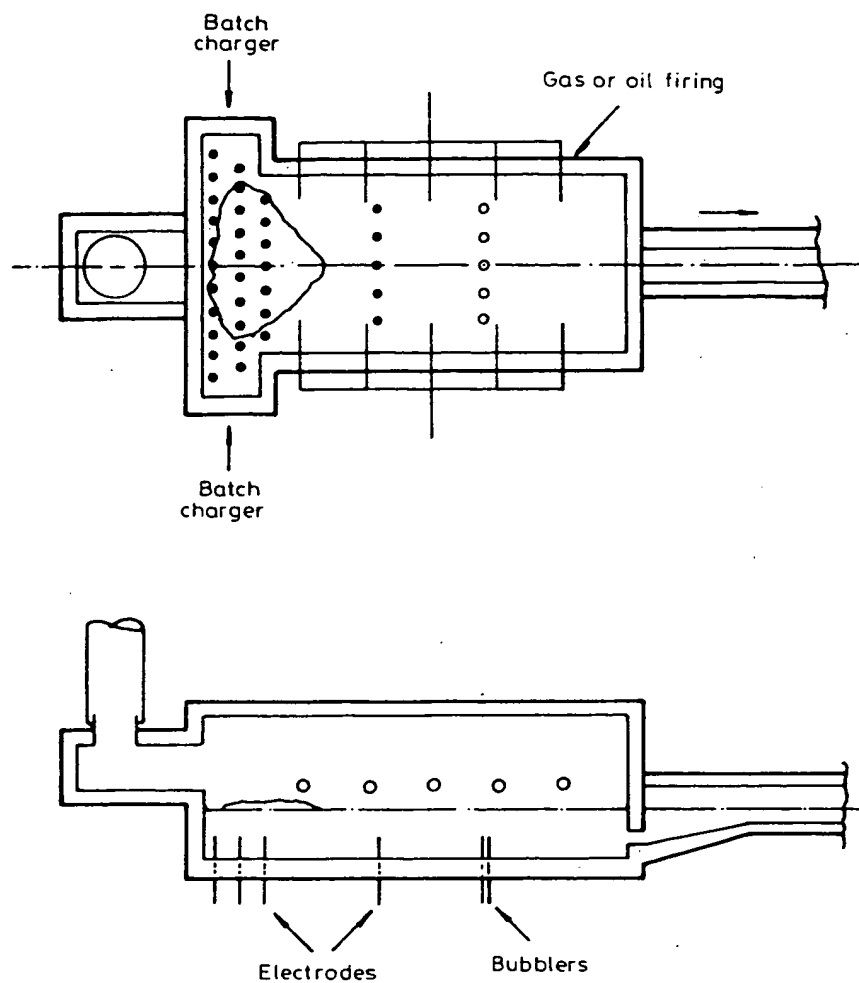 Batch
charger
Gas or oil firing
Batch
charger
Electrodes
Bubblers